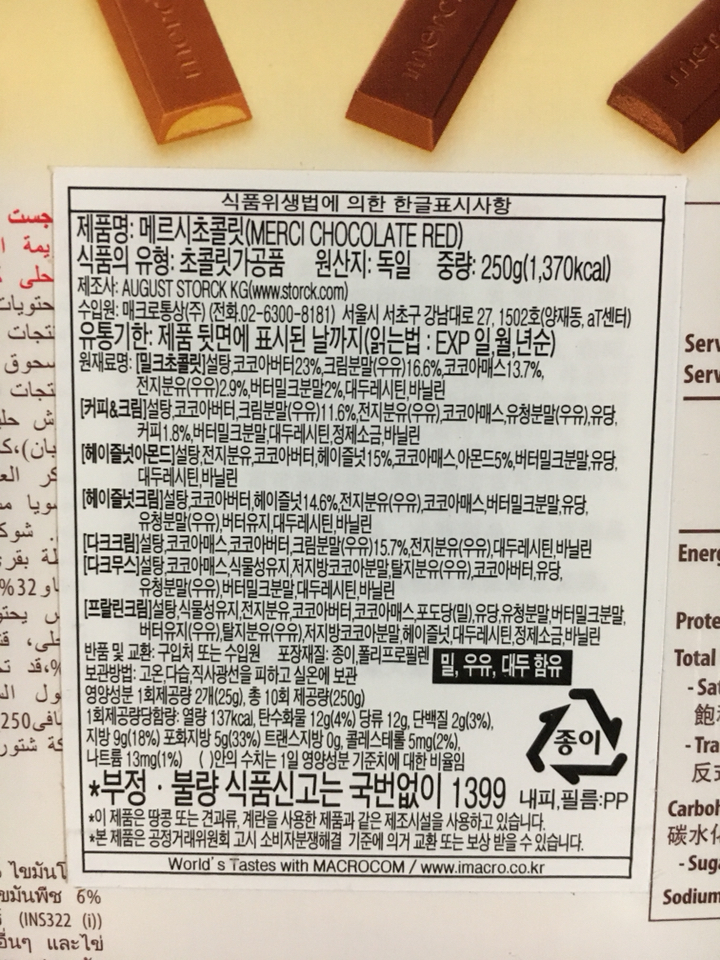 merci
merci
merci
식품위생법에 의한 한글표시사항
제품명: 메르시초콜릿(MERCI CHOCOLATE RED)
식품의 유형: 초콜릿가공품 원산지: 독일 중량: 250g(1,370kcal)
제조사: AUGUST STORCK KG(www.storck.com)
수입원: 매크로통상(주) (전화.02-6300-8181) 서울시 서초구 강남대로 27, 1502호(양재동, aT센터)
유통기한: 제품 뒷면에 표시된 날까지(읽는법 : EXP 일,월,년순)
원재료명: [밀크초콜릿]설탕,코코아버터23%,크림분말(우유)16.6%,코코아매스13.7%,
전지분유(우유)2.9%,버터밀크분말2%,대두레시틴,바닐린
[커피&크림]설탕,코코아버터,크림분말(우유)11.6%,전지분유(우유),코코아매스,유청분말(우유),유당,
커피1.8%,버터밀크분말,대두레시틴,정제소금,바닐린
[헤이즐넛아몬드]설탕,전지분유,코코아버터,헤이즐넛15%,코코아매스,아몬드5%,버터밀크분말,유당,
대두레시틴,바닐린
[헤이즐넛크림]설탕,코코아버터,헤이즐넛14.6%,전지분유(우유),코코아매스,버터밀크분말,유당,
유청분말(우유),버터유지,대두레시틴,바닐린
[다크크림]설탕,코코아매스,코코아버터,크림분말(우유)15.7%,전지분유(우유),대두레시틴,바닐린
[다크무스]설탕,코코아매스,식물성유지,저지방코코아분말,탈지분유(우유),코코아버터,유당,
유청분말(우유),버터밀크분말,대두레시틴,바닐린
[프랄린크림]설탕,식물성유지,전지분유,코코아버터,코코아매스,포도당(밀),유당,유청분말,버터밀크분말,
버터유지(우유),탈지분유(우유),저지방코코아분말,헤이즐넛,대두레시틴,정제소금,바닐린
반품 및 교환: 구입처 또는 수입원 포장재질: 종이,폴리프로필렌 밀, 우유, 대두 함유
보관방법: 고온,다습,직사광선을 피하고 실온에 보관
영양성분 1회제공량 2개(25g), 총 10회 제공량(250g)
1회제공량당함량: 열량 137kcal, 탄수화물 12g(4%) 당류 12g, 단백질 2g(3%),
지방 9g(18%) 포화지방 5g(33%) 트랜스지방 0g, 콜레스테롤 5mg(2%),
나트륨 13mg(1%) ( )안의 수치는 1일 영양성분 기준치에 대한 비율임
종이
*부정 · 불량 식품신고는 국번없이 1399 내피,필름:PP
*이 제품은 땅콩 또는 견과류, 계란을 사용한 제품과 같은 제조시설을 사용하고 있습니다.
*본 제품은 공정거래위원회 고시 소비자분쟁해결 기준에 의거 교환 또는 보상 받을 수 있습니다.
World's Tastes with MACROCOM / www.imacro.co.kr
Serv
Serv
Energ
Prote
Total
- Sat
飽和
- Tra
反式
Carboh
碳水化
- Suga
Sodium
ไขมันโ
ขมันพืช 6%
(INS322 (i))
อื่นๆ และไข่